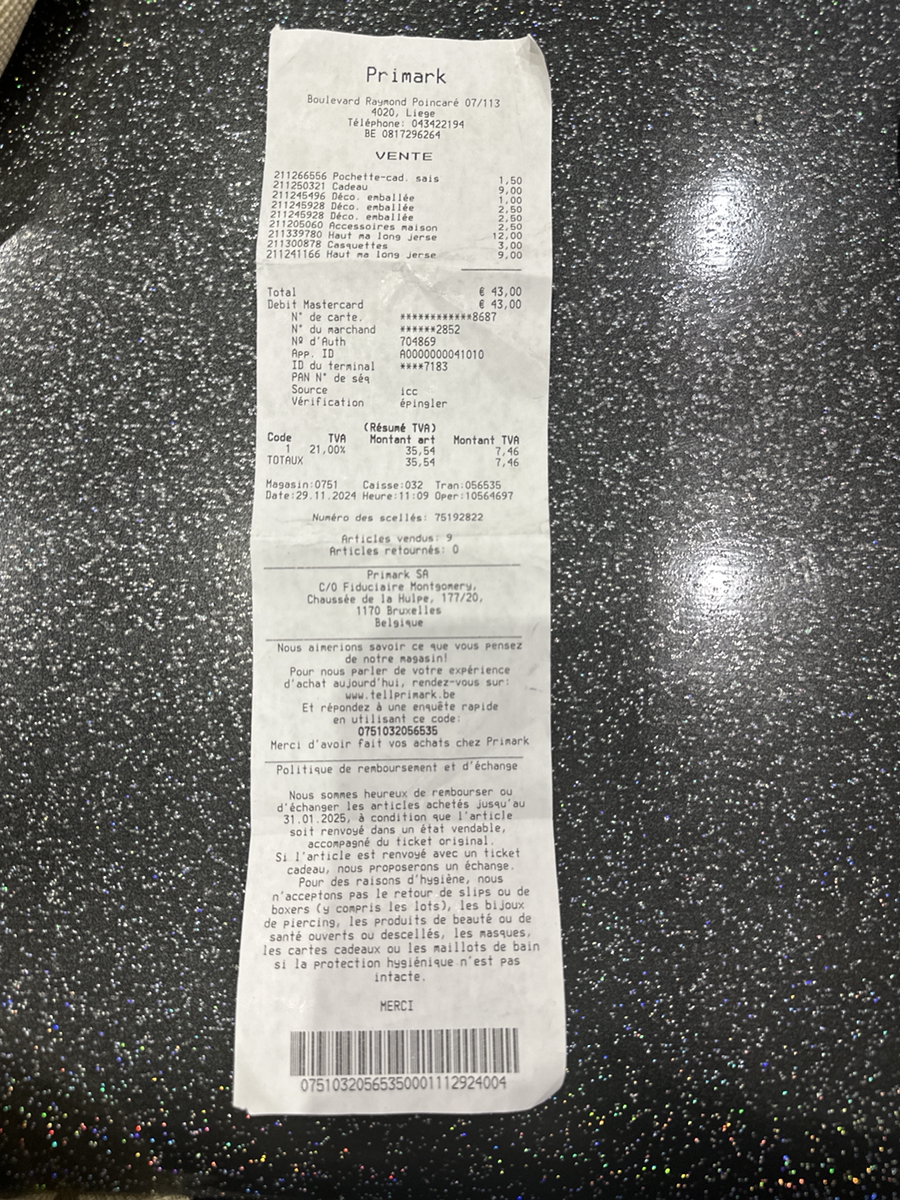 Primark
Boulevard Raymond Poincaré 07/113
4020, Liege
Téléphone: 043422194
BE 0817296264
VENTE
211266556 Pochette-cad. sais 1,50
211250321 Cadeau 9,00
211245496 Déco. emballée 1,00
211245928 Déco. emballée 2,50
211245928 Déco. emballée 2,50
211205060 Accessoires maison 2,50
211339780 Haut ma long jerse 12,00
211300878 Casquettes 3,00
211241166 Haut ma long jerse 9,00
Total € 43,00
Debit Mastercard € 43,00
N° de carte. ************8687
N° du marchand ******2852
Nº d'Auth 704869
App. ID A0000000041010
ID du terminal ****7183
PAN N° de séq
Source icc
Vérification épingler
(Résumé TVA)
Code TVA Montant art Montant TVA
1 21,00% 35,54 7,46
TOTAUX 35,54 7,46
Magasin:0751 Caisse:032 Tran:056535
Date:29.11.2024 Heure:11:09 Oper:10564697
Numéro des scellés: 75192822
Articles vendus: 9
Articles retournés: 0
Primark SA
C/O Fiduciaire Montgomery,
Chaussée de la Hulpe, 177/20,
1170 Bruxelles
Belgique
Nous aimerions savoir ce que vous pensez
de notre magasin!
Pour nous parler de votre expérience
d'achat aujourd'hui, rendez-vous sur:
www.tellprimark.be
Et répondez à une enquête rapide
en utilisant ce code:
0751032056535
Merci d'avoir fait vos achats chez Primark
Politique de remboursement et d'échange
Nous sommes heureux de rembourser ou
d'échanger les articles achetés jusqu'au
31.01.2025, à condition que l'article
soit renvoyé dans un état vendable,
accompagné du ticket original.
Si l'article est renvoyé avec un ticket
cadeau, nous proposerons un échange.
Pour des raisons d'hygiène, nous
n'acceptons pas le retour de slips ou de
boxers (y compris les lots), les bijoux
de piercing, les produits de beauté ou de
santé ouverts ou descellés, les masques,
les cartes cadeaux ou les maillots de bain
si la protection hygiénique n'est pas
intacte.
MERCI
07510320565350001112924004